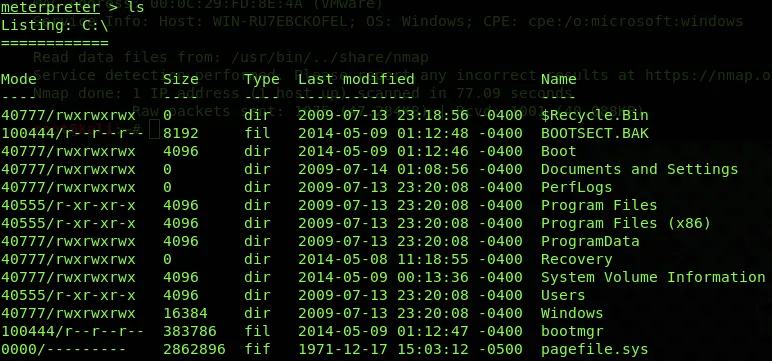 00:0C:29:FD:8E:4A (VMware)
meterpreter > ls
Info: Host: WIN-RU7EBCKOFEL; OS: Windows; CPE: cpe:/o:microsoft:windows
Listing: C:\
============
Read data files from: /usr/bin/../share/nmap
Mode Size Type Last modified Name
Service any incorrect at https://nmap.o
---- ---- ---- ------------- ----
Nmap done: 1 IP address scanned in 77.09 seconds
Raw packets sent:
40777/rwxrwxrwx 0 dir 2009-07-13 23:18:56 -0400 $Recycle.Bin
100444/r--r--r-- 8192 fil 2014-05-09 01:12:48 -0400 BOOTSECT.BAK
40777/rwxrwxrwx 4096 dir 2014-05-09 01:12:46 -0400 Boot
40777/rwxrwxrwx 0 dir 2009-07-14 01:08:56 -0400 Documents and Settings
40777/rwxrwxrwx 0 dir 2009-07-13 23:20:08 -0400 PerfLogs
40555/r-xr-xr-x 4096 dir 2009-07-13 23:20:08 -0400 Program Files
40555/r-xr-xr-x 4096 dir 2009-07-13 23:20:08 -0400 Program Files (x86)
40777/rwxrwxrwx 4096 dir 2009-07-13 23:20:08 -0400 ProgramData
40777/rwxrwxrwx 0 dir 2014-05-08 11:18:55 -0400 Recovery
40777/rwxrwxrwx 4096 dir 2014-05-09 00:13:36 -0400 System Volume Information
40555/r-xr-xr-x 4096 dir 2009-07-13 23:20:08 -0400 Users
40777/rwxrwxrwx 16384 dir 2009-07-13 23:20:08 -0400 Windows
100444/r--r--r-- 383786 fil 2014-05-09 01:12:47 -0400 bootmgr
0000/--------- 2862896 fif 1971-12-17 15:03:12 -0500 pagefile.sys